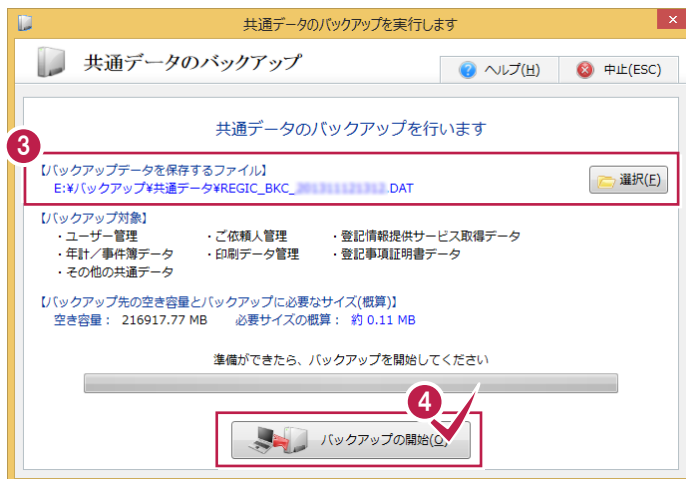 共通データのバックアップを実行します
共通データのバックアップ
ヘルプ(H)
中止(ESC)
共通データのバックアップを行います
3
【バックアップデータを保存するファイル】
E:¥バックアップ¥共通データ¥REGIC_BKC_ .DAT
選択(F)
【バックアップ対象】
・ユーザー管理 ・ご依頼人管理 ・登記情報提供サービス取得データ
・年計/事件簿データ ・印刷データ管理 ・登記事項証明書データ
・その他の共通データ
【バックアップ先の空き容量とバックアップに必要なサイズ(概算)】
空き容量： 216917.77 MB 必要サイズの概算： 約 0.11 MB
準備ができたら、バックアップを開始してください
4
バックアップの開始(O)